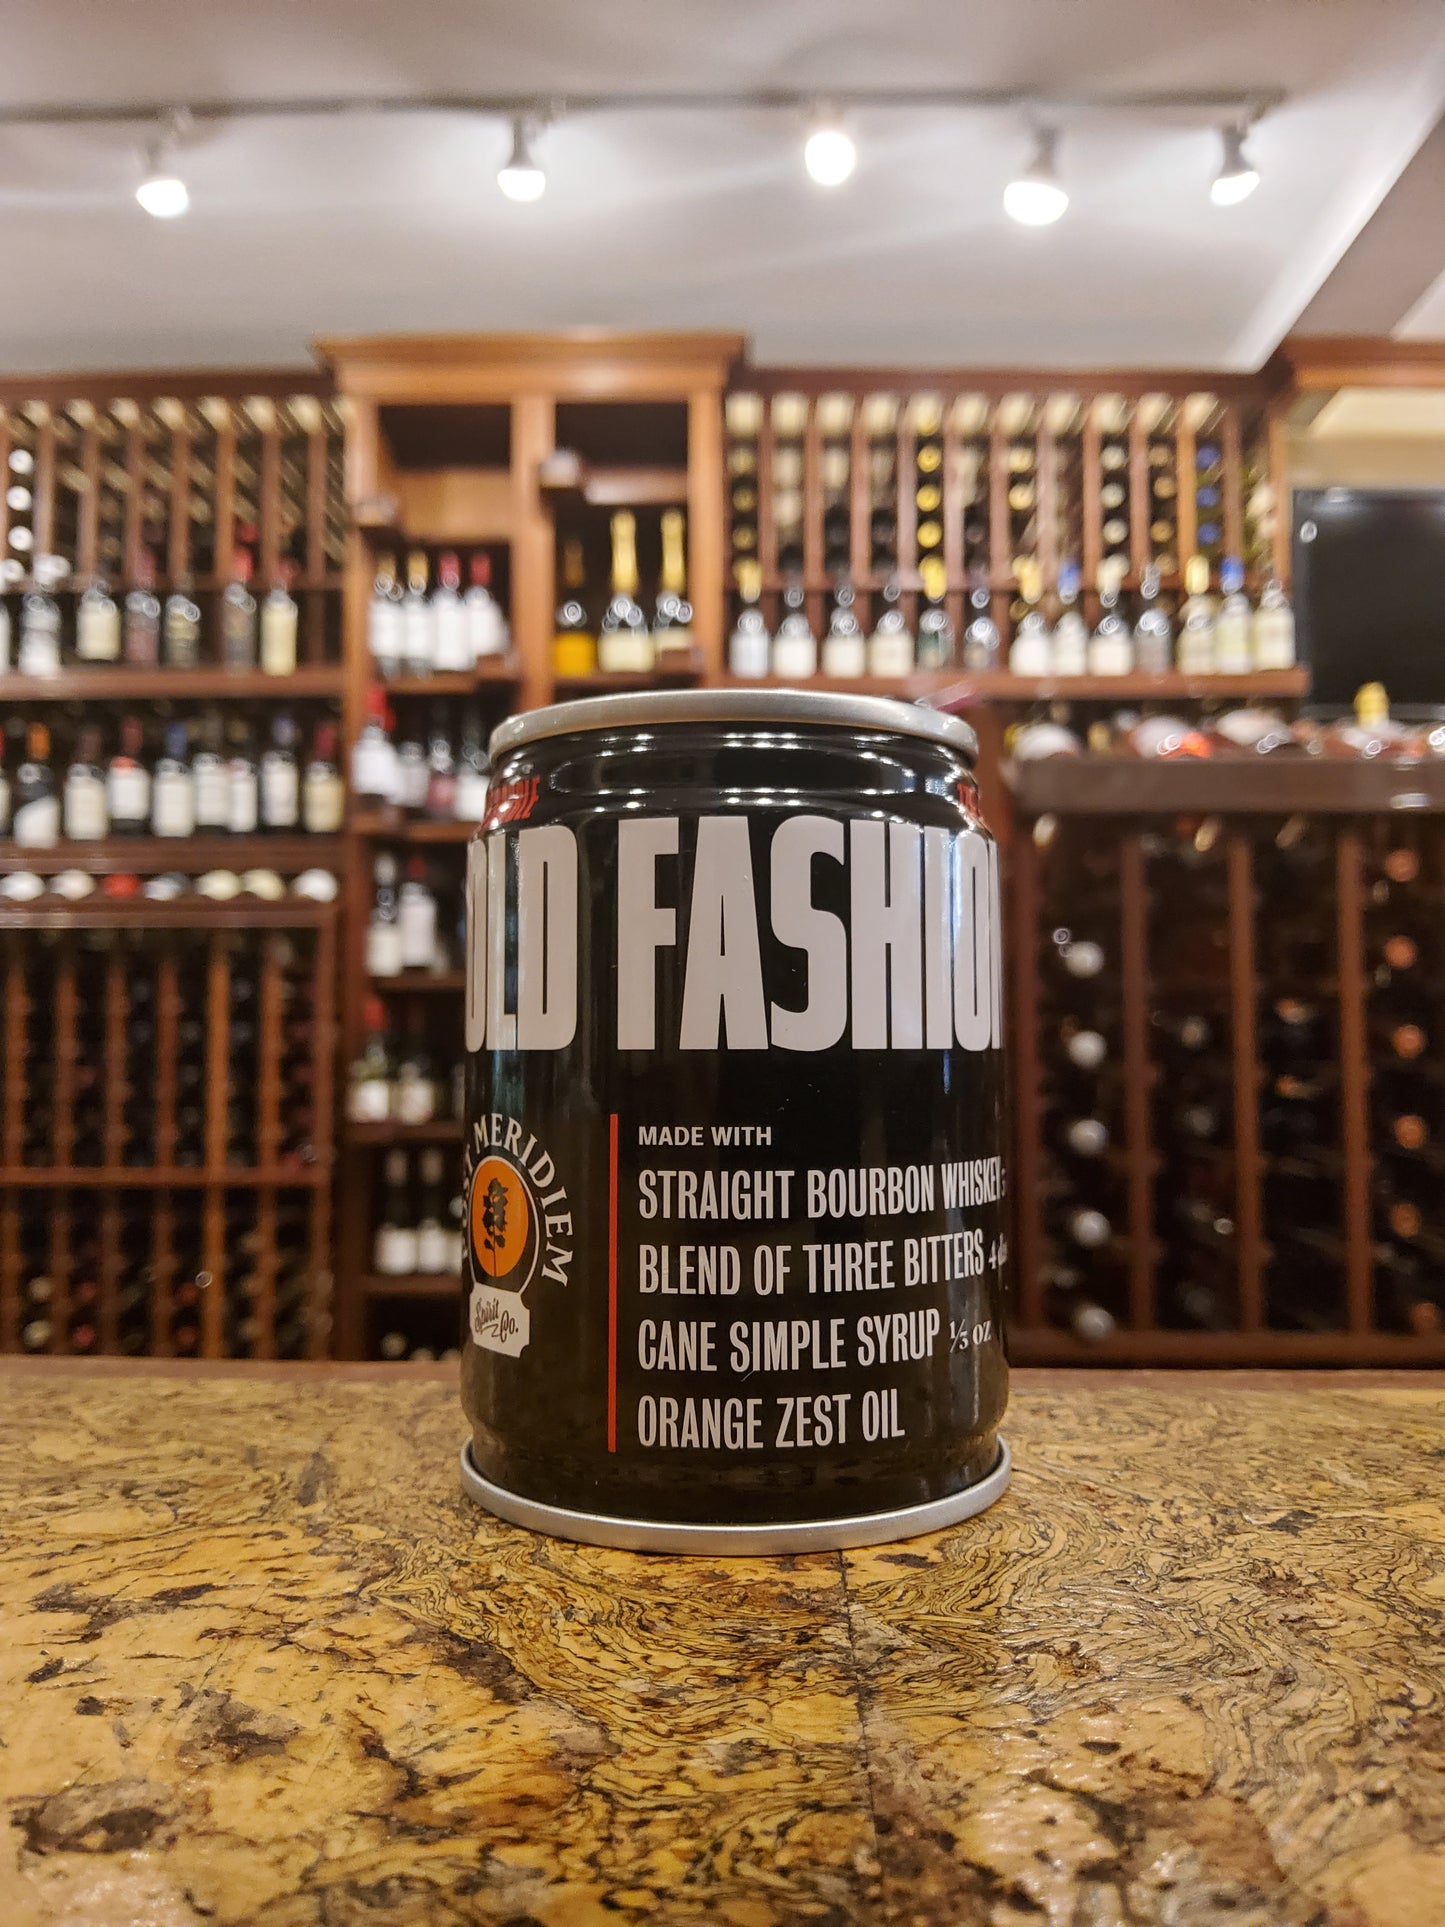 OLD FASHION
MERIDIEM
Spirit Co.
MADE WITH
STRAIGHT BOURBON WHISKEY
BLEND OF THREE BITTERS 4
CANE SIMPLE SYRUP 1/3 OZ
ORANGE ZEST OIL